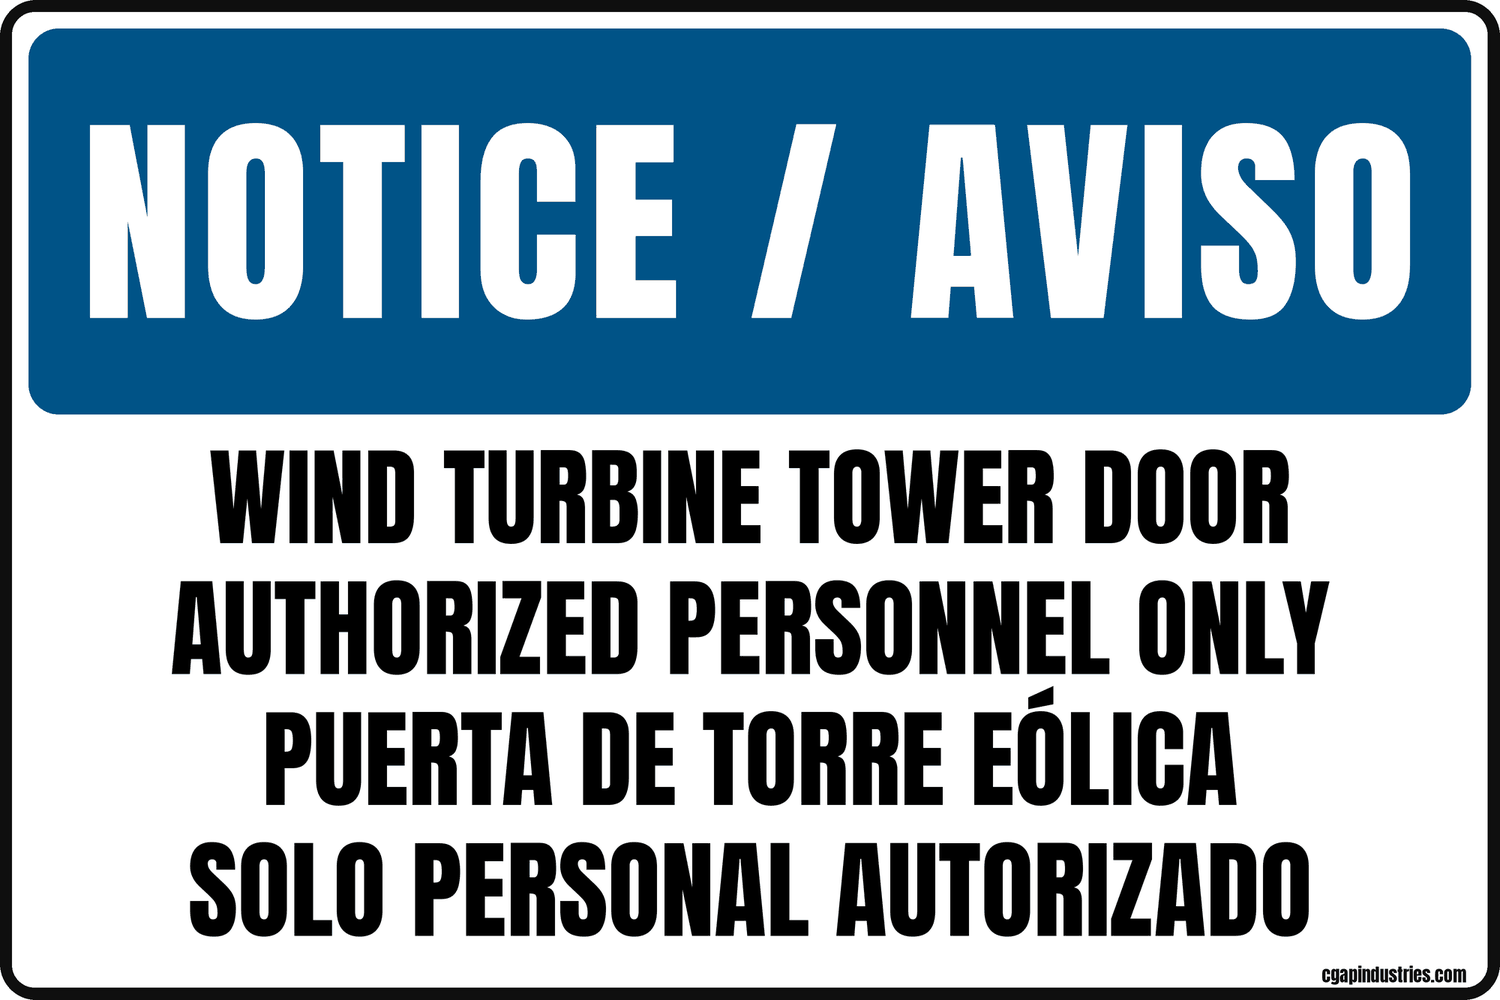 NOTICE / AVISO
WIND TURBINE TOWER DOOR
AUTHORIZED PERSONNEL ONLY
PUERTA DE TORRE EÓLICA
SOLO PERSONAL AUTORIZADO
cgapindustries.com